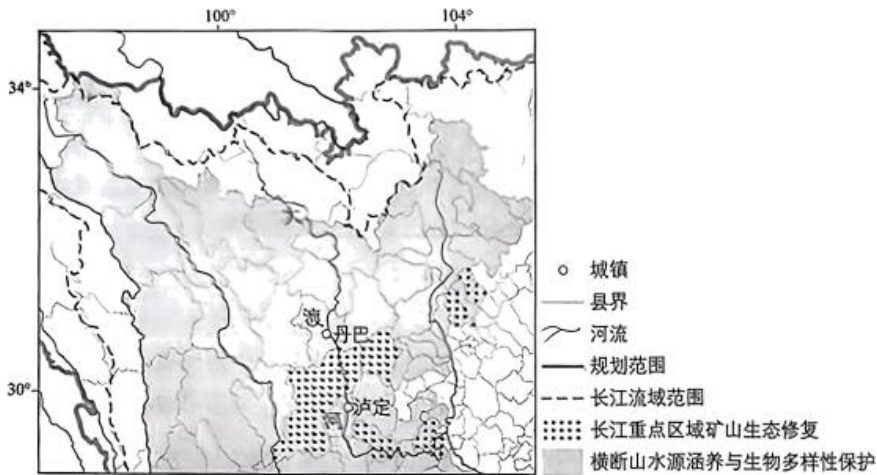 100°
104°
34°
30°
渡
丹巴
泸定
河
城镇
县界
河流
规划范围
长江流域范围
长江重点区域矿山生态修复
横断山水源涵养与生物多样性保护